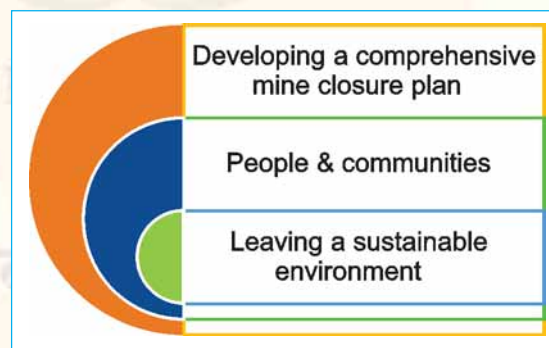 Developing a comprehensive
mine closure plan
People & communities
Leaving a sustainable
environment